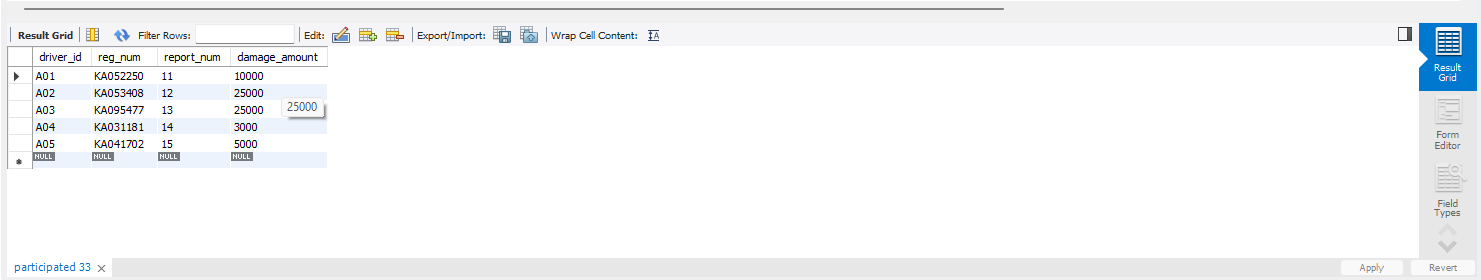 Result Grid Filter Rows: Edit: Export/Import: Wrap Cell Content:
driver_id reg_num report_num damage_amount
A01 KA052250 11 10000
A02 KA053408 12 25000
A03 KA095477 13 25000
25000
A04 KA031181 14 3000
A05 KA041702 15 5000
NULL NULL NULL NULL
Result
Grid
Form
Editor
Field
Types
participated 33
Apply Revert